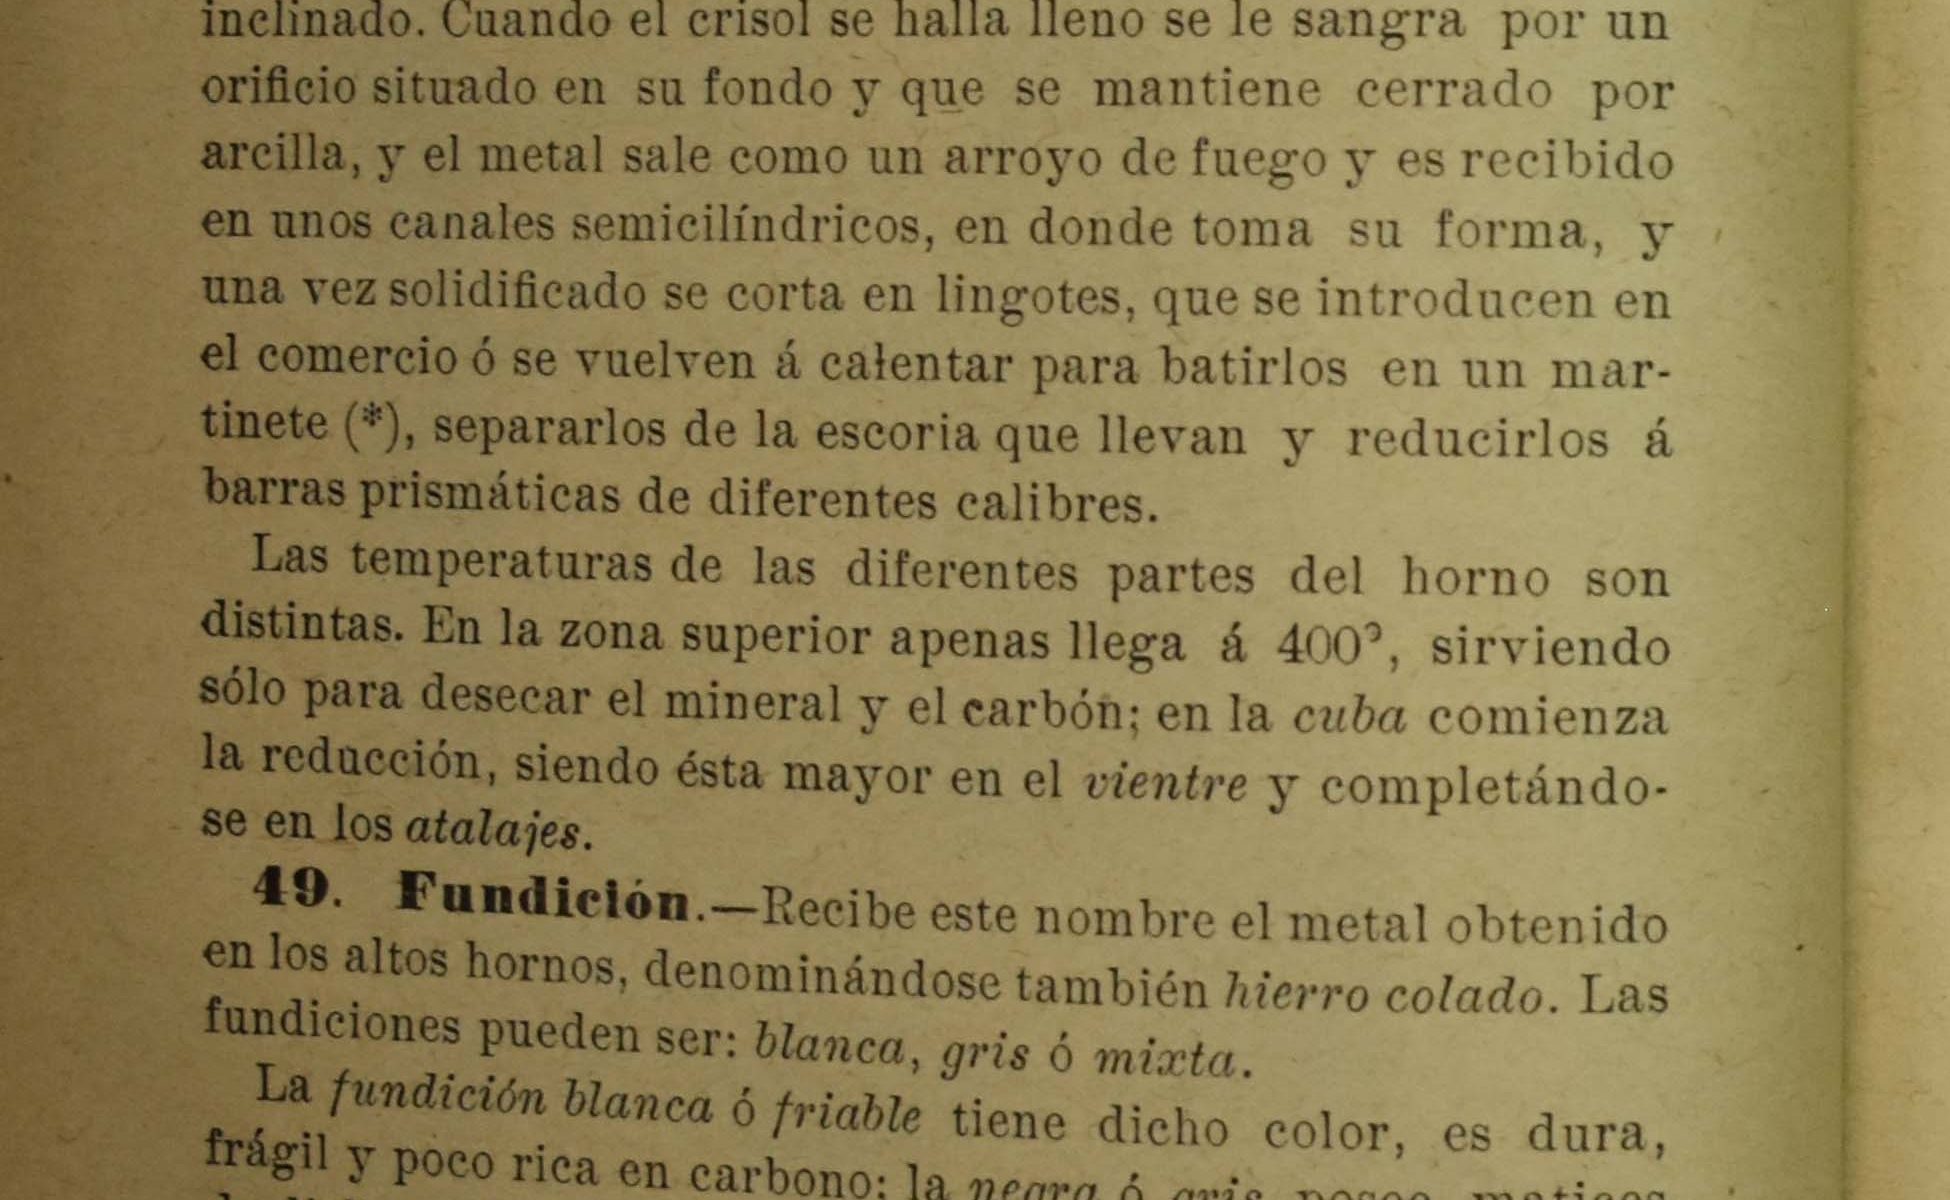 inclinado. Cuando el crisol se halla lleno se le sangra por un
orificio situado en su fondo y que se mantiene cerrado por
arcilla, y el metal sale como un arroyo de fuego y es recibido
en unos canales semicilíndricos, en donde toma su forma, y
una vez solidificado se corta en lingotes, que se introducen en
el comercio ó se vuelven á calentar para batirlos en un mar-
tinete (*), separarlos de la escoria que llevan y reducirlos á
barras prismáticas de diferentes calibres.
Las temperaturas de las diferentes partes del horno son
distintas. En la zona superior apenas llega á 400°, sirviendo
sólo para desecar el mineral y el carbón; en la cuba comienza
la reducción, siendo ésta mayor en el vientre y completándo-
se en los atalajes.
49. Fundición.—Recibe este nombre el metal obtenido
en los altos hornos, denominándose también hierro colado. Las
fundiciones pueden ser: blanca, gris ó mixta.
La fundición blanca ó friable tiene dicho color, es dura,
frágil y poco rica en carbono: la negra ó gris posee matices